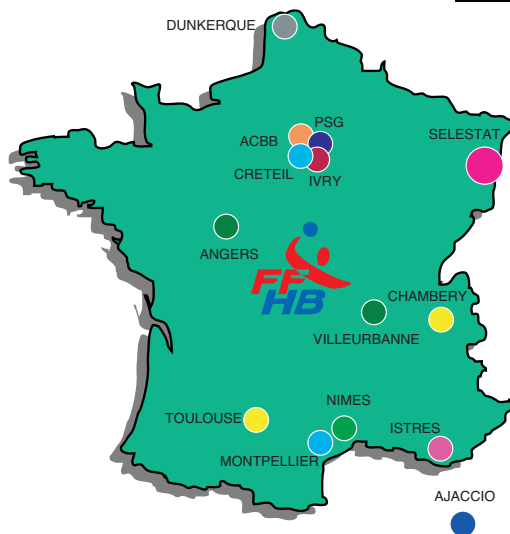 DUNKERQUE
PSG
ACBB
SELESTAT
CRETEIL
IVRY
ANGERS
FF
HB
CHAMBERY
VILLEURBANNE
NIMES
TOULOUSE
ISTRES
MONTPELLIER
AJACCIO